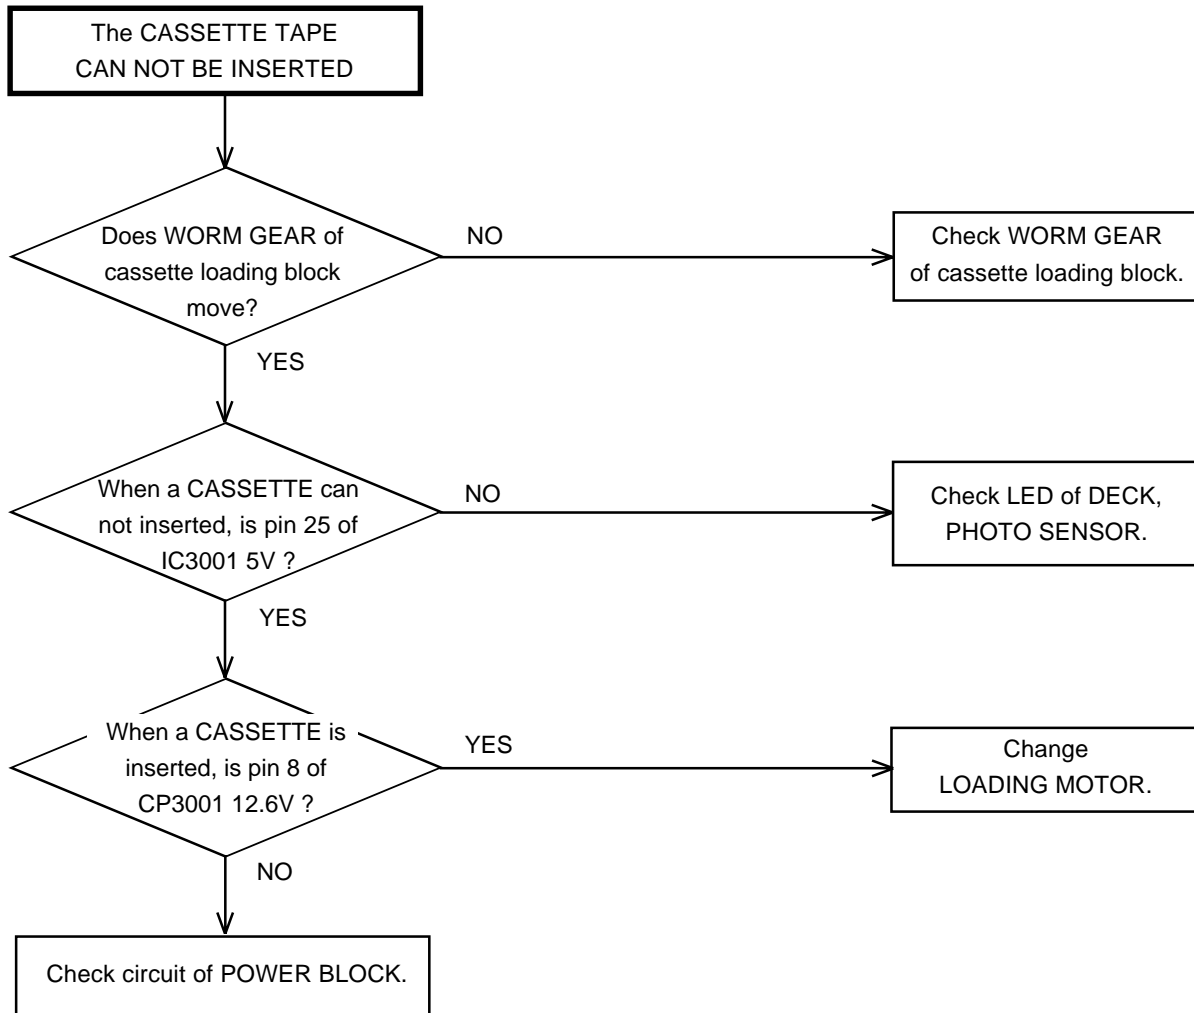 The CASSETTE TAPE
CAN NOT BE INSERTED
Does WORM GEAR of
cassette loading block
move?
NO
Check WORM GEAR
of cassette loading block.
YES
When a CASSETTE can
not inserted, is pin 25 of
IC3001 5V ?
NO
Check LED of DECK,
PHOTO SENSOR.
YES
When a CASSETTE is
inserted, is pin 8 of
CP3001 12.6V ?
YES
Change
LOADING MOTOR.
NO
Check circuit of POWER BLOCK.